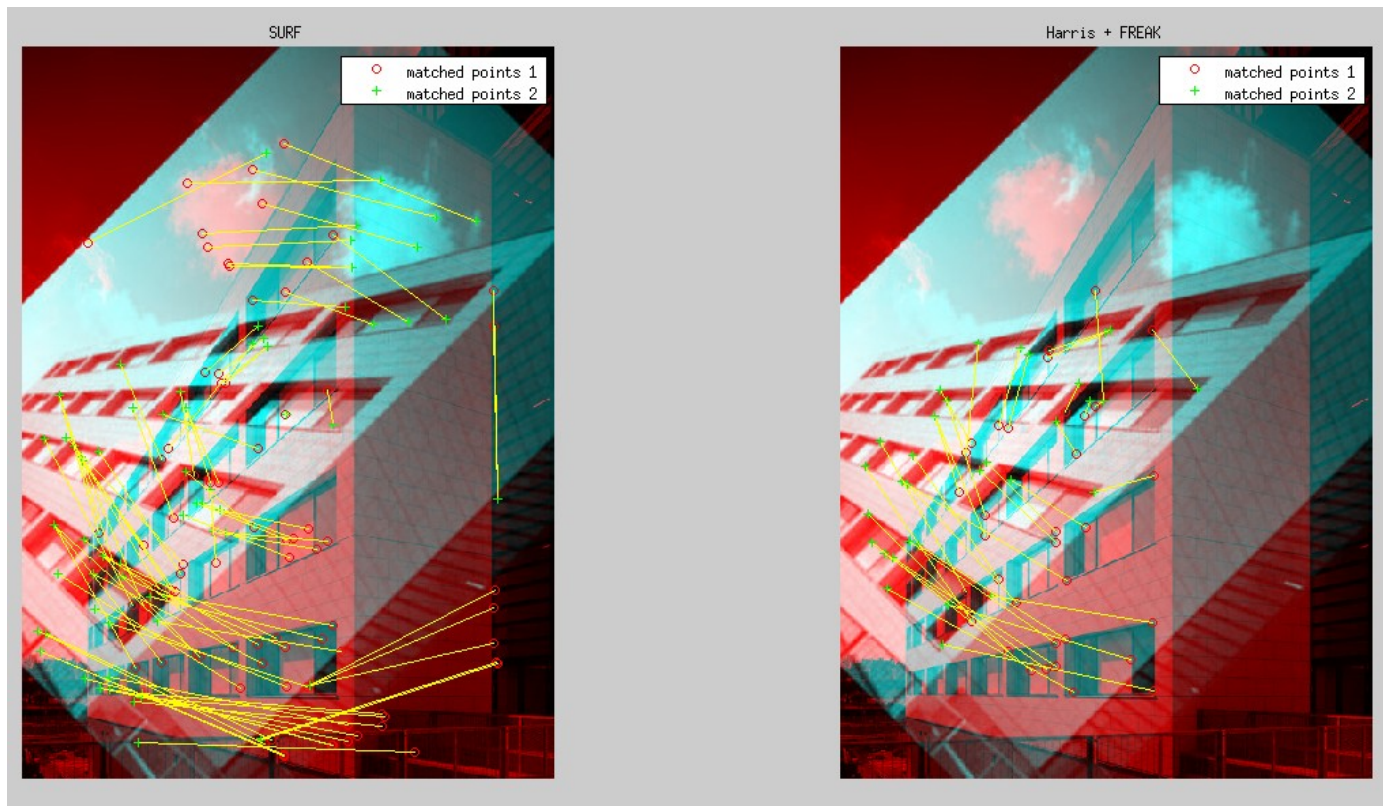 SURF
matched points 1
matched points 2
Harris + FREAK
matched points 1
matched points 2